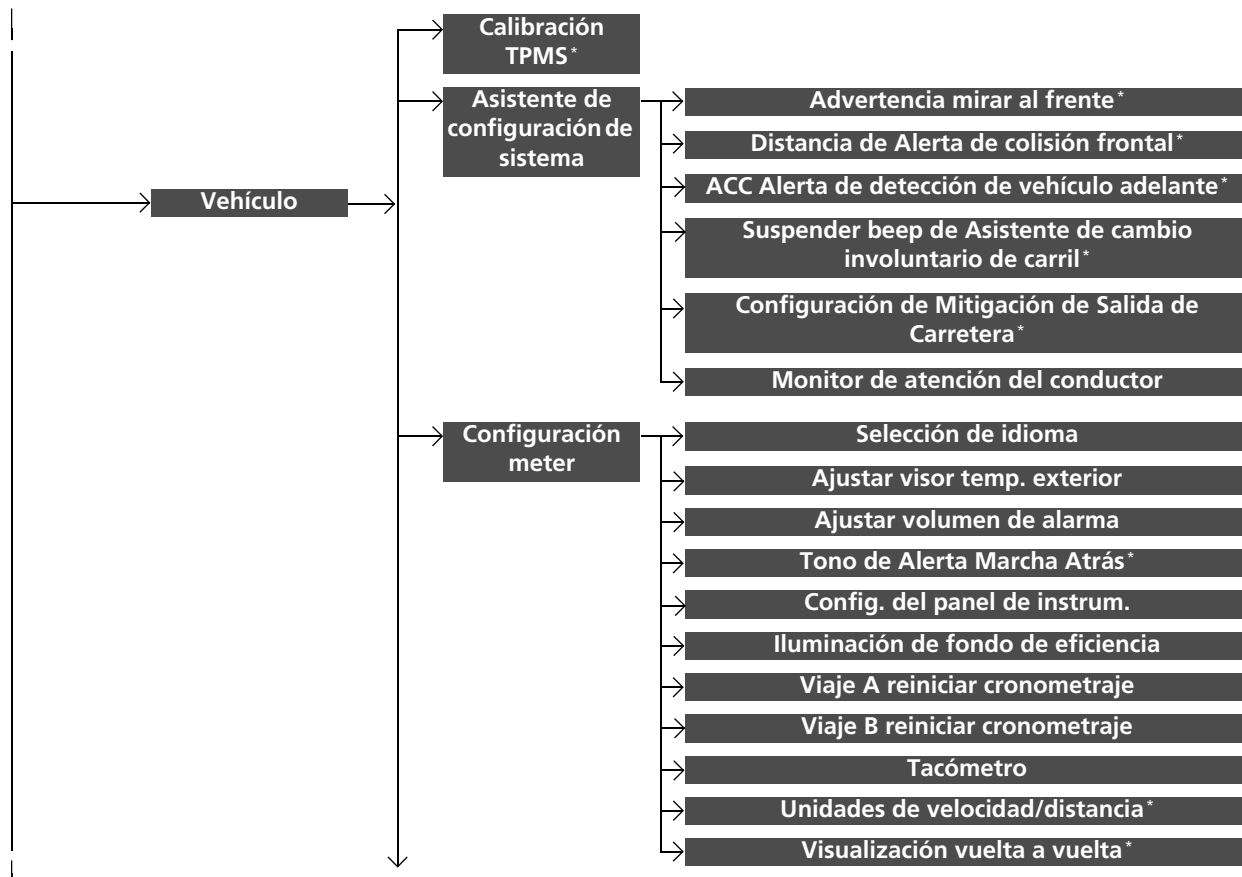 Calibración
TPMS*
Asistente de
configuración de
sistema
Advertencia mirar al frente*
Distancia de Alerta de colisión frontal*
ACC Alerta de detección de vehículo adelante*
Suspender beep de Asistente de cambio
involuntario de carril*
Configuración de Mitigación de Salida de
Carretera*
Monitor de atención del conductor
Vehículo
Configuración
meter
Selección de idioma
Ajustar visor temp. exterior
Ajustar volumen de alarma
Tono de Alerta Marcha Atrás*
Config. del panel de instrum.
Iluminación de fondo de eficiencia
Viaje A reiniciar cronometraje
Viaje B reiniciar cronometraje
Tacómetro
Unidades de velocidad/distancia*
Visualización vuelta a vuelta*